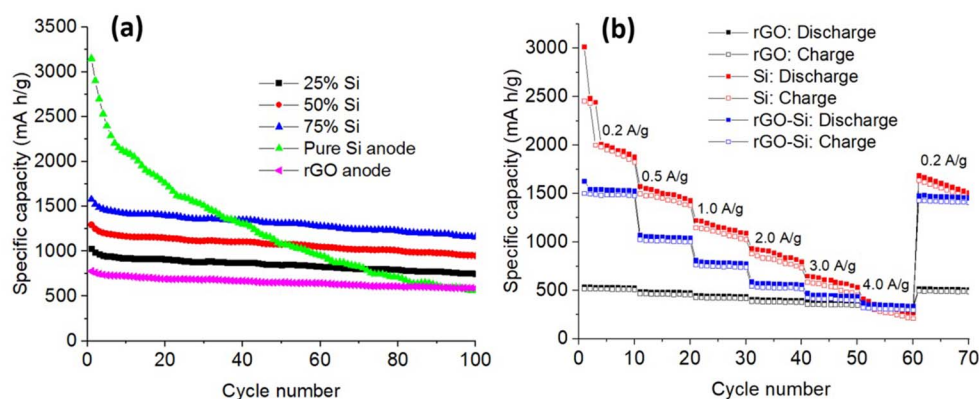 (a)
Specific capacity (mA h/g)
3500
3000
2500
2000
1500
1000
500
0
25% Si
50% Si
75% Si
Pure Si anode
rGO anode
0 20 40 60 80 100
Cycle number
(b)
Specific capacity (mA h/g)
3000
2500
2000
1500
1000
500
0
rGO: Discharge
rGO: Charge
Si: Discharge
Si: Charge
rGO-Si: Discharge
rGO-Si: Charge
0.2 A/g
0.5 A/g
1.0 A/g
2.0 A/g
3.0 A/g
4.0 A/g
0.2 A/g
0 10 20 30 40 50 60 70
Cycle number